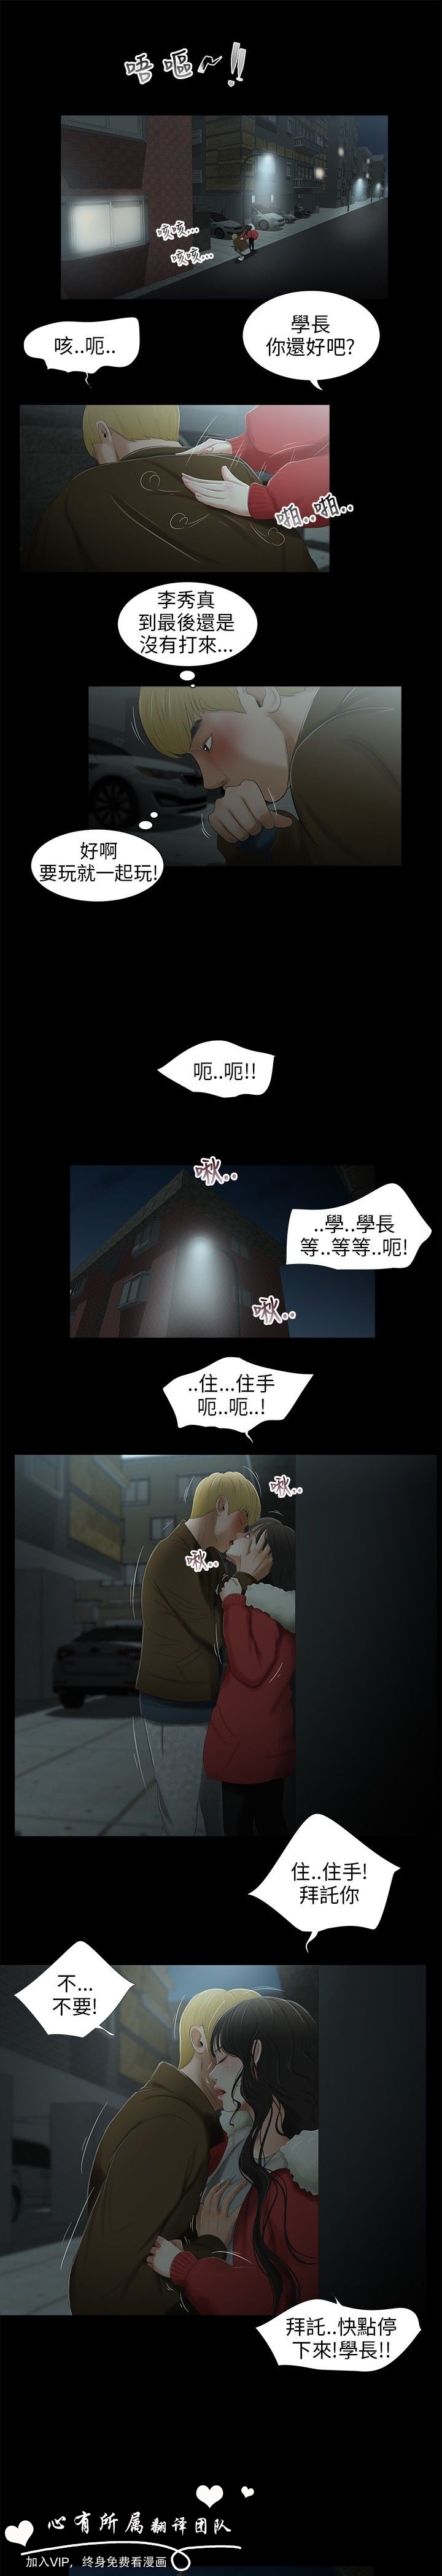 唔嘔~!!
咳咳...
咳咳...
學長
你還好吧?
咳..呃..
啪..啪..
李秀真
到最後還是
沒有打來...
好啊
要玩就一起玩!
呃..呃!!
啾..
..學..學長
等..等等..呃!
啾..
..住...住手
呃..呃..!
啾..
啾..
住..住手!
拜託你
不...
不要!
拜託..快點停
下來!學長!!
心有所属翻译团队
加入VIP，终身免费看漫画